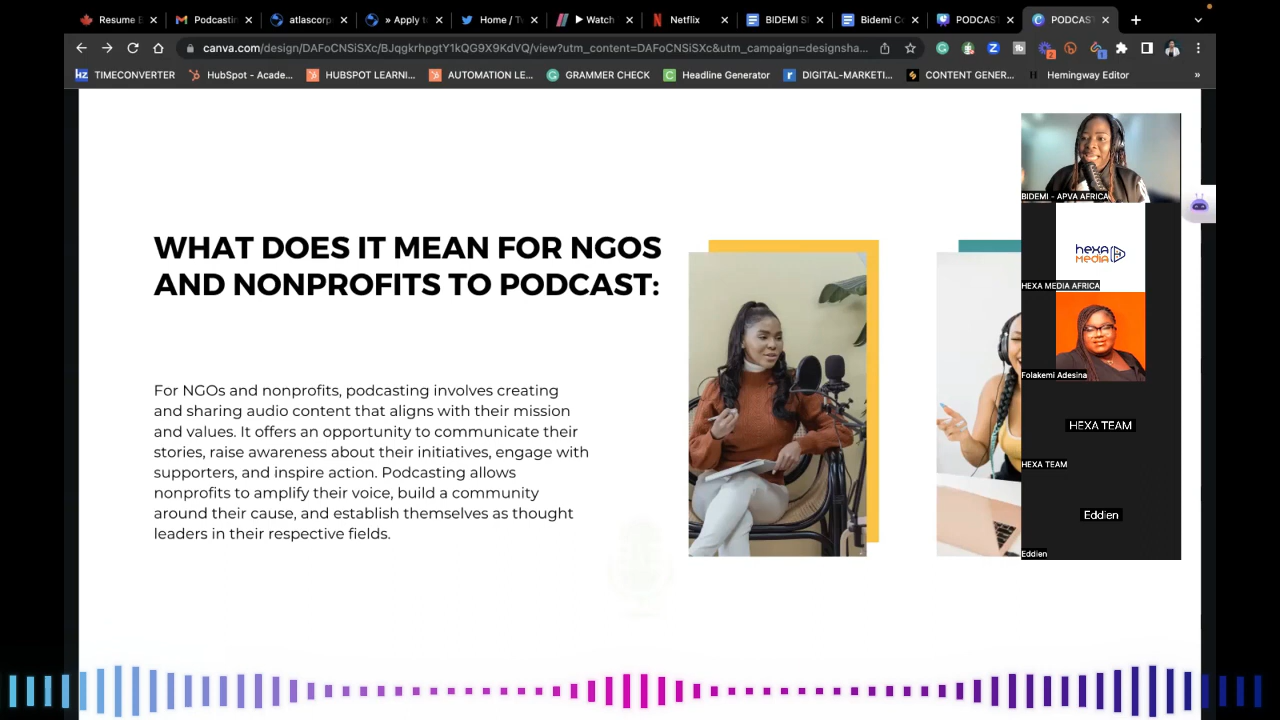 Resume
Podcastin
atlascorp
» Apply t
Home / Tw
▶ Watch
Netflix
BIDEMI S
Bidemi C
PODCAS
PODCAS
canva.com/design/DAFoCNSiSXc/BJqgkrhpgtY1kQG9X9KdVQ/view?utm_content=DAFoCNSiSXc&utm_campaign=designsha...
TIMECONVERTER
HubSpot - Acade...
HUBSPOT LEARNI...
AUTOMATION LE...
GRAMMER CHECK
Headline Generator
DIGITAL-MARKETI...
CONTENT GENER...
Hemingway Editor
»
WHAT DOES IT MEAN FOR NGOS
AND NONPROFITS TO PODCAST:
For NGOs and nonprofits, podcasting involves creating
and sharing audio content that aligns with their mission
and values. It offers an opportunity to communicate their
stories, raise awareness about their initiatives, engage with
supporters, and inspire action. Podcasting allows
nonprofits to amplify their voice, build a community
around their cause, and establish themselves as thought
leaders in their respective fields.
BIDEMI - APVA AFRICA
hexa
MEDIA
HEXA MEDIA AFRICA
Folakemi Adesina
HEXA TEAM
HEXA TEAM
Eddien
Eddien